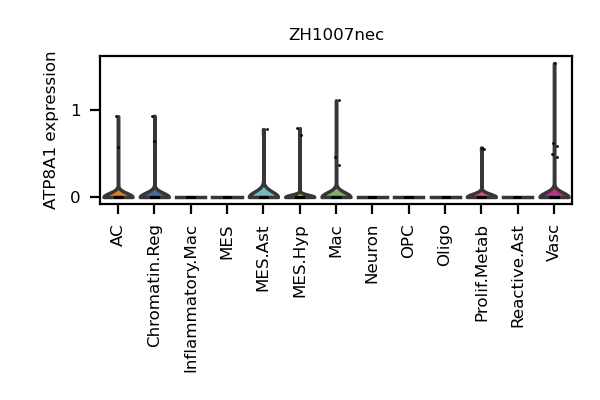 ZH1007nec
ATP8A1 expression
1
0
AC
Chromatin.Reg
Inflammatory.Mac
MES
MES.Ast
MES.Hyp
Mac
Neuron
OPC
Oligo
Prolif.Metab
Reactive.Ast
Vasc